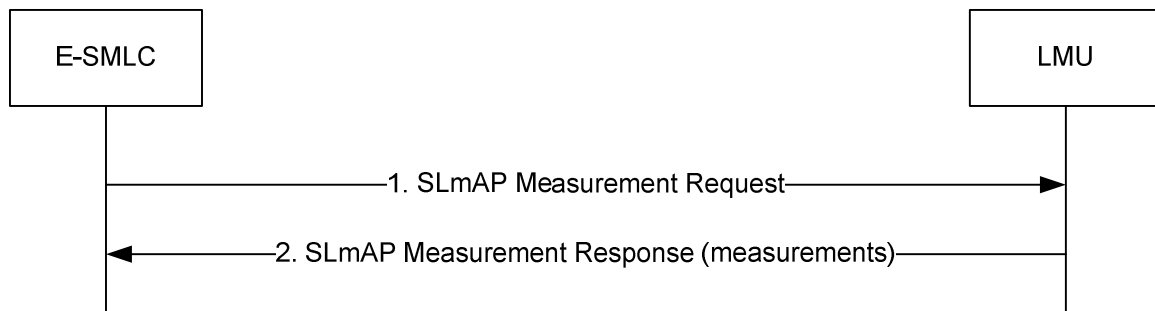 E-SMLC
LMU
1. SLmAP Measurement Request
2. SLmAP Measurement Response (measurements)